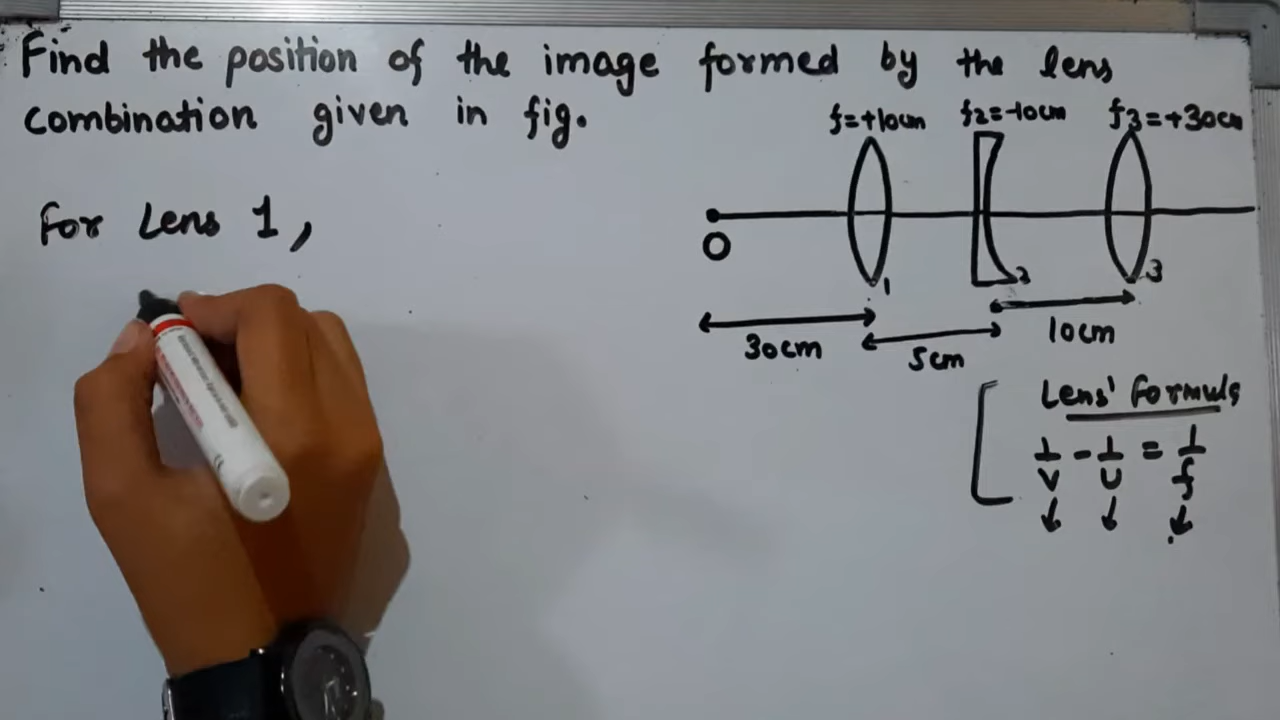 Find the position of the image formed by the lens
combination given in fig.
f=+10cm f2=-10cm f3=+30cm
For Lens 1,
O
1 2 3
30cm 5cm 10cm
Lens' Formula
1/v - 1/u = 1/f